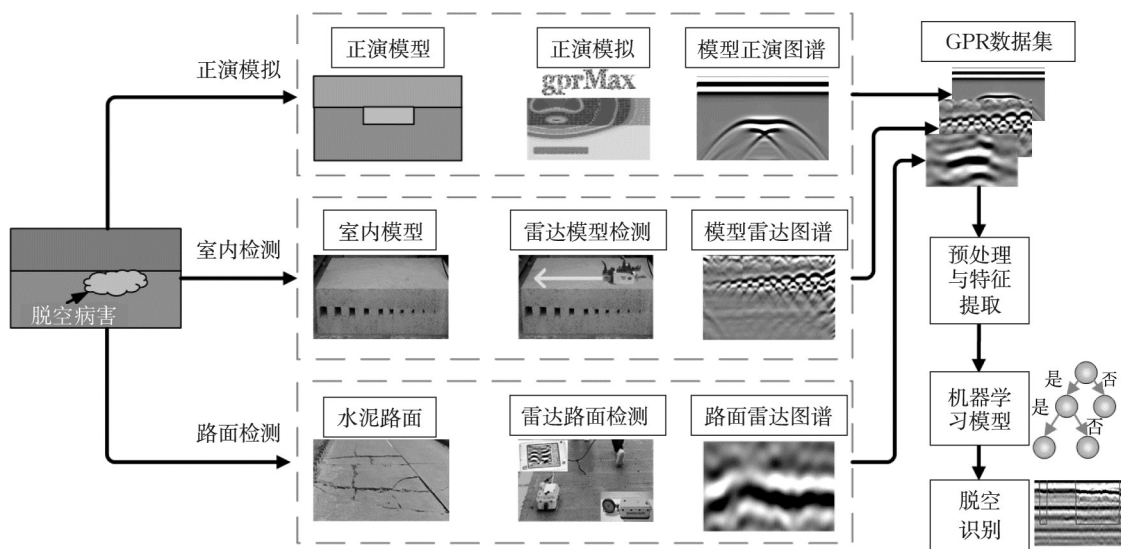 正演模拟
正演模型
正演模拟
gprMax
模型正演图谱
GPR数据集
脱空病害
室内检测
室内模型
雷达模型检测
模型雷达图谱
路面检测
水泥路面
雷达路面检测
路面雷达图谱
预处理
与特征
提取
机器学
习模型
是
否
是
否
脱空
识别